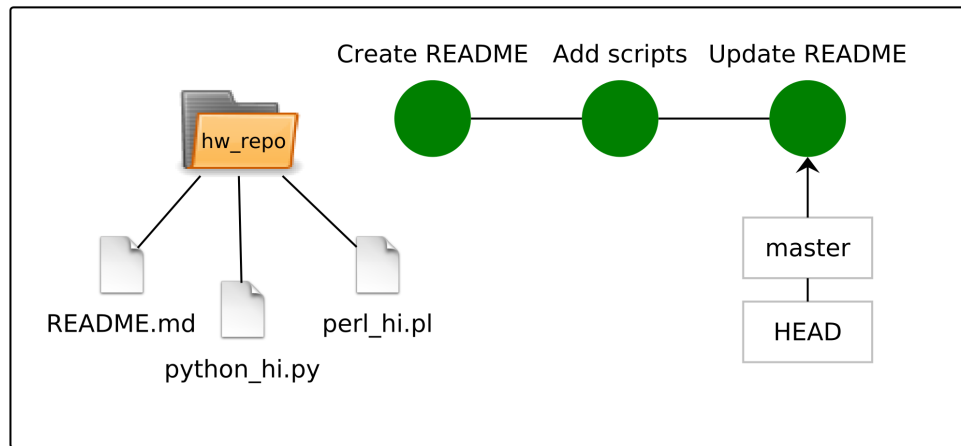 Create README
Add scripts
Update README
hw_repo
README.md
python_hi.py
perl_hi.pl
master
HEAD